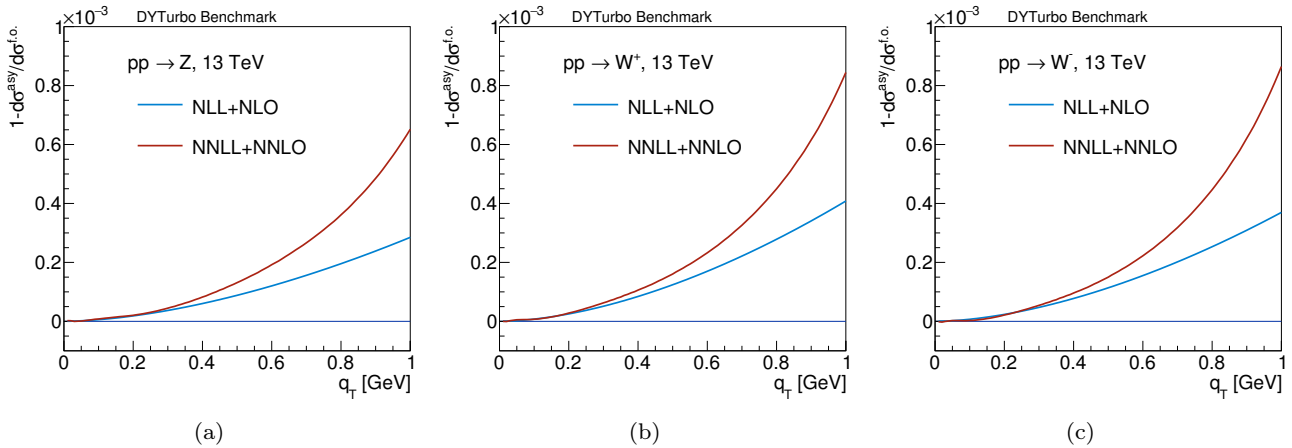 ×10⁻³ DYTurbo Benchmark
1-dσ^asy/dσ^f.o.
pp → Z, 13 TeV
NLL+NLO
NNLL+NNLO
1
0.8
0.6
0.4
0.2
0
0 0.2 0.4 0.6 0.8 1
q_T [GeV]
(a)
×10⁻³ DYTurbo Benchmark
1-dσ^asy/dσ^f.o.
pp → W⁺, 13 TeV
NLL+NLO
NNLL+NNLO
1
0.8
0.6
0.4
0.2
0
0 0.2 0.4 0.6 0.8 1
q_T [GeV]
(b)
×10⁻³ DYTurbo Benchmark
1-dσ^asy/dσ^f.o.
pp → W⁻, 13 TeV
NLL+NLO
NNLL+NNLO
1
0.8
0.6
0.4
0.2
0
0 0.2 0.4 0.6 0.8 1
q_T [GeV]
(c)